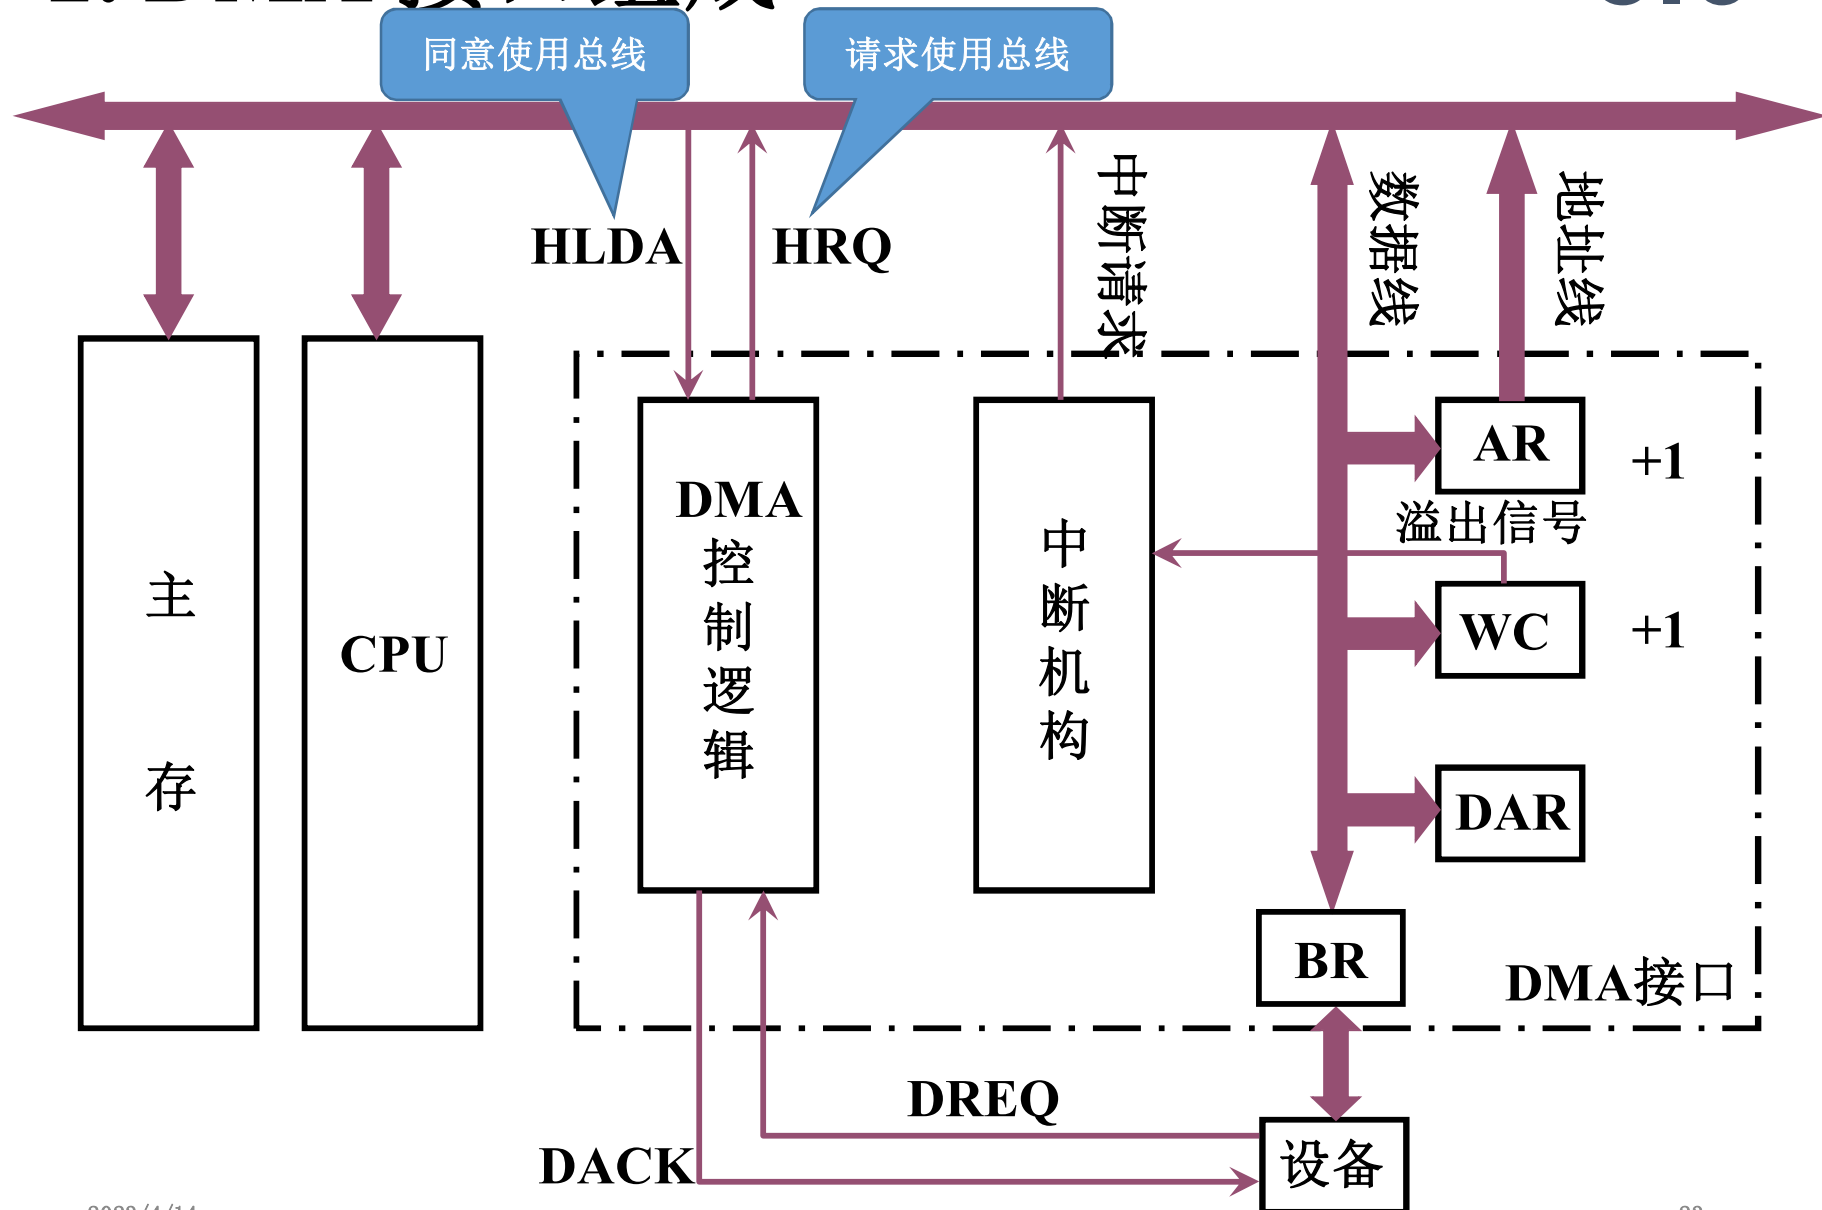 同意使用总线
请求使用总线
HLDA
HRQ
中断请求
数据线
地址线
主存
CPU
DMA
控制逻辑
中断机构
AR
+1
溢出信号
WC
+1
DAR
BR
DMA接口
DREQ
DACK
设备